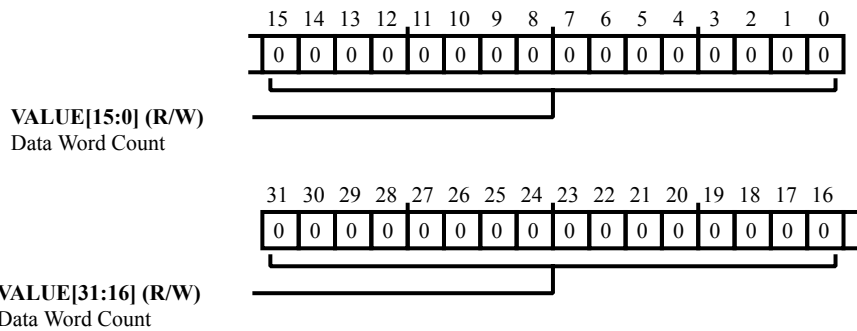 15 14 13 12 11 10 9 8 7 6 5 4 3 2 1 0
0 0 0 0 0 0 0 0 0 0 0 0 0 0 0 0
VALUE[15:0] (R/W)
Data Word Count
31 30 29 28 27 26 25 24 23 22 21 20 19 18 17 16
0 0 0 0 0 0 0 0 0 0 0 0 0 0 0 0
VALUE[31:16] (R/W)
Data Word Count